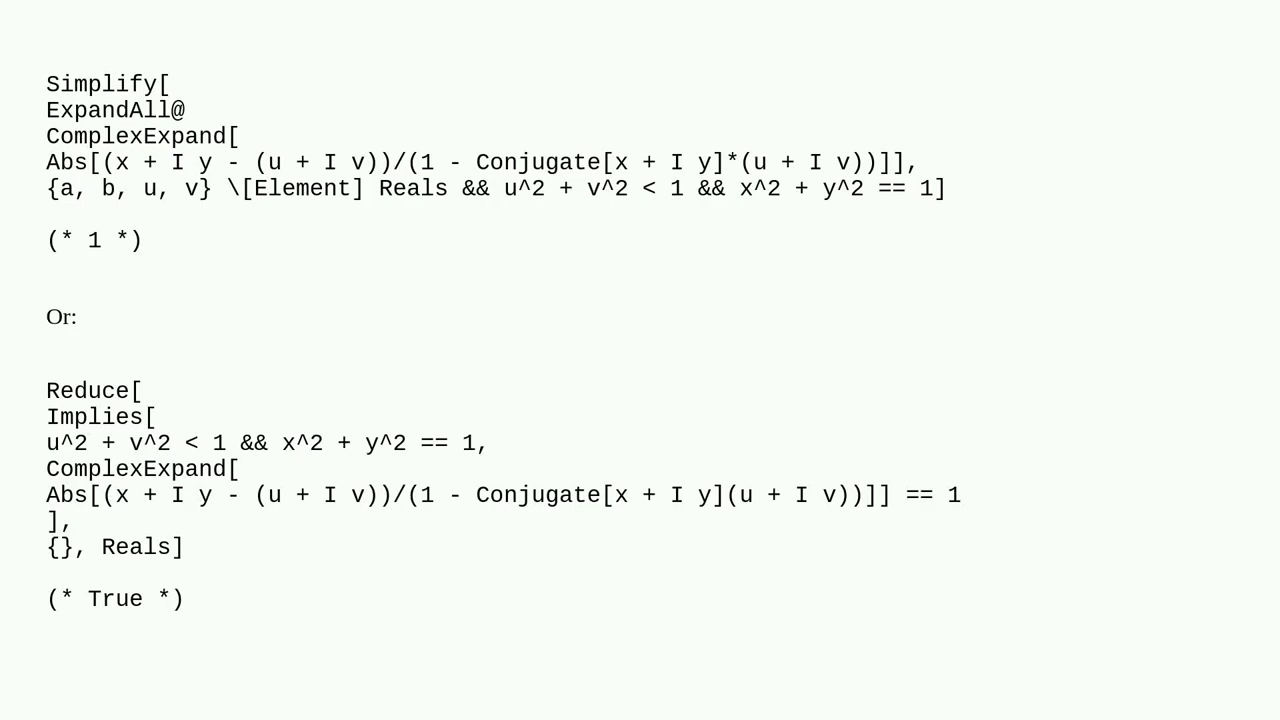 Simplify[
ExpandAll@
ComplexExpand[
Abs[(x + I y - (u + I v))/(1 - Conjugate[x + I y]*(u + I v))]],
{a, b, u, v} \[Element] Reals && u^2 + v^2 < 1 && x^2 + y^2 == 1]
(* 1 *)
Or:
Reduce[
Implies[
u^2 + v^2 < 1 && x^2 + y^2 == 1,
ComplexExpand[
Abs[(x + I y - (u + I v))/(1 - Conjugate[x + I y](u + I v))]] == 1
],
{}, Reals]
(* True *)